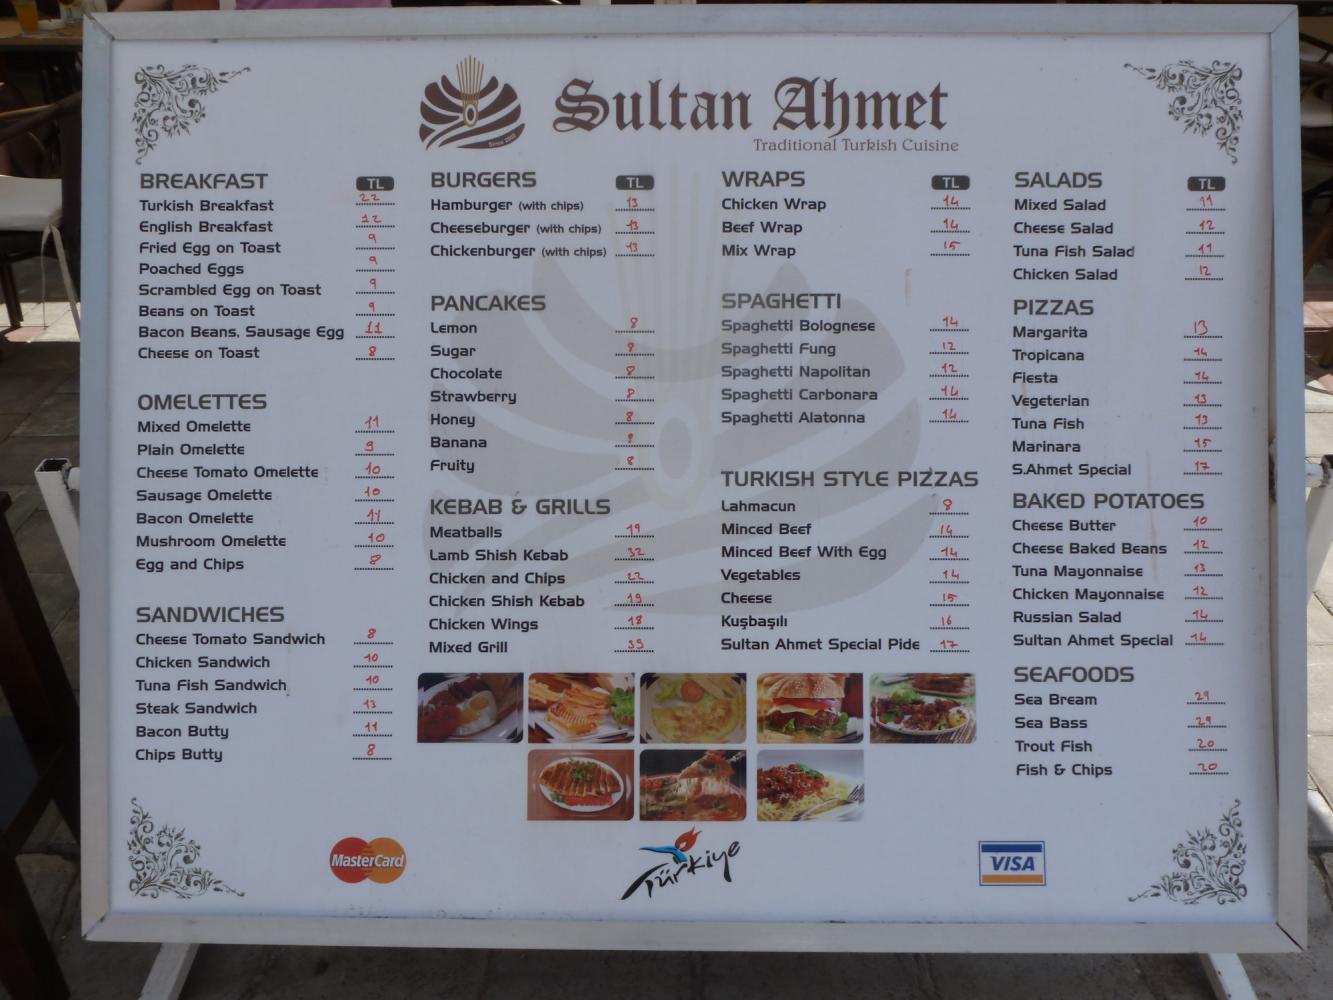 Sultan Ahmet
Since 2005
Traditional Turkish Cuisine
BREAKFAST TL
Turkish Breakfast 22
English Breakfast 12
Fried Egg on Toast 9
Poached Eggs 9
Scrambled Egg on Toast 9
Beans on Toast 9
Bacon Beans, Sausage Egg 11
Cheese on Toast 8
OMELETTES
Mixed Omelette 11
Plain Omelette 9
Cheese Tomato Omelette 10
Sausage Omelette 10
Bacon Omelette 11
Mushroom Omelette 10
Egg and Chips 8
SANDWICHES
Cheese Tomato Sandwich 8
Chicken Sandwich 10
Tuna Fish Sandwich 10
Steak Sandwich 13
Bacon Butty 11
Chips Butty 8
BURGERS TL
Hamburger (with chips) 13
Cheeseburger (with chips) 13
Chickenburger (with chips) 13
PANCAKES
Lemon 8
Sugar 8
Chocolate 8
Strawberry 8
Honey 8
Banana 8
Fruity 8
KEBAB & GRILLS
Meatballs 19
Lamb Shish Kebab 32
Chicken and Chips 22
Chicken Shish Kebab 19
Chicken Wings 18
Mixed Grill 35
WRAPS TL
Chicken Wrap 14
Beef Wrap 14
Mix Wrap 15
SPAGHETTI
Spaghetti Bolognese 14
Spaghetti Fung 12
Spaghetti Napolitan 12
Spaghetti Carbonara 14
Spaghetti Alatonna 14
TURKISH STYLE PIZZAS
Lahmacun 8
Minced Beef 14
Minced Beef With Egg 14
Vegetables 14
Cheese 15
Kuşbaşılı 16
Sultan Ahmet Special Pide 17
SALADS TL
Mixed Salad 11
Cheese Salad 12
Tuna Fish Salad 11
Chicken Salad 12
PIZZAS
Margarita 13
Tropicana 14
Fiesta 14
Vegeterian 13
Tuna Fish 13
Marinara 15
S.Ahmet Special 17
BAKED POTATOES
Cheese Butter 10
Cheese Baked Beans 12
Tuna Mayonnaise 13
Chicken Mayonnaise 12
Russian Salad 14
Sultan Ahmet Special 14
SEAFOODS
Sea Bream 29
Sea Bass 29
Trout Fish 20
Fish & Chips 20
MasterCard
Türkiye
VISA